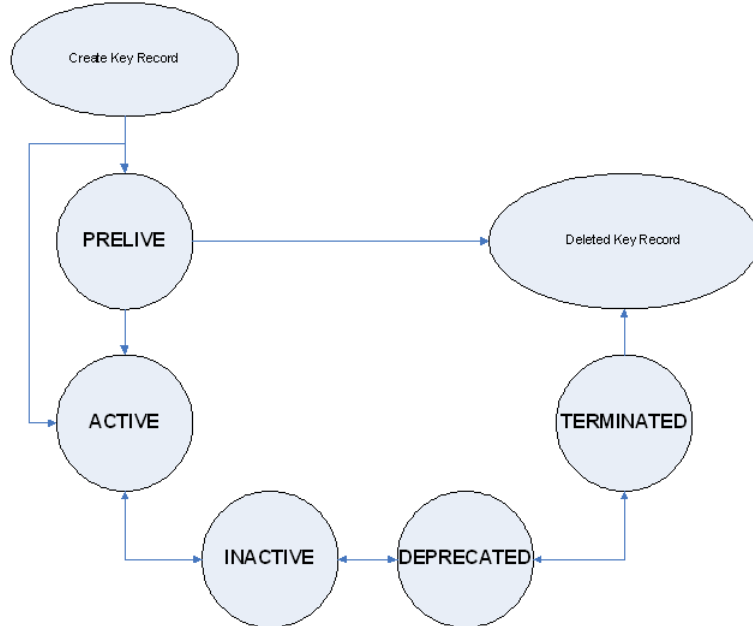 Create Key Record
PRELIVE
Deleted Key Record
ACTIVE
TERMINATED
INACTIVE
DEPRECATED